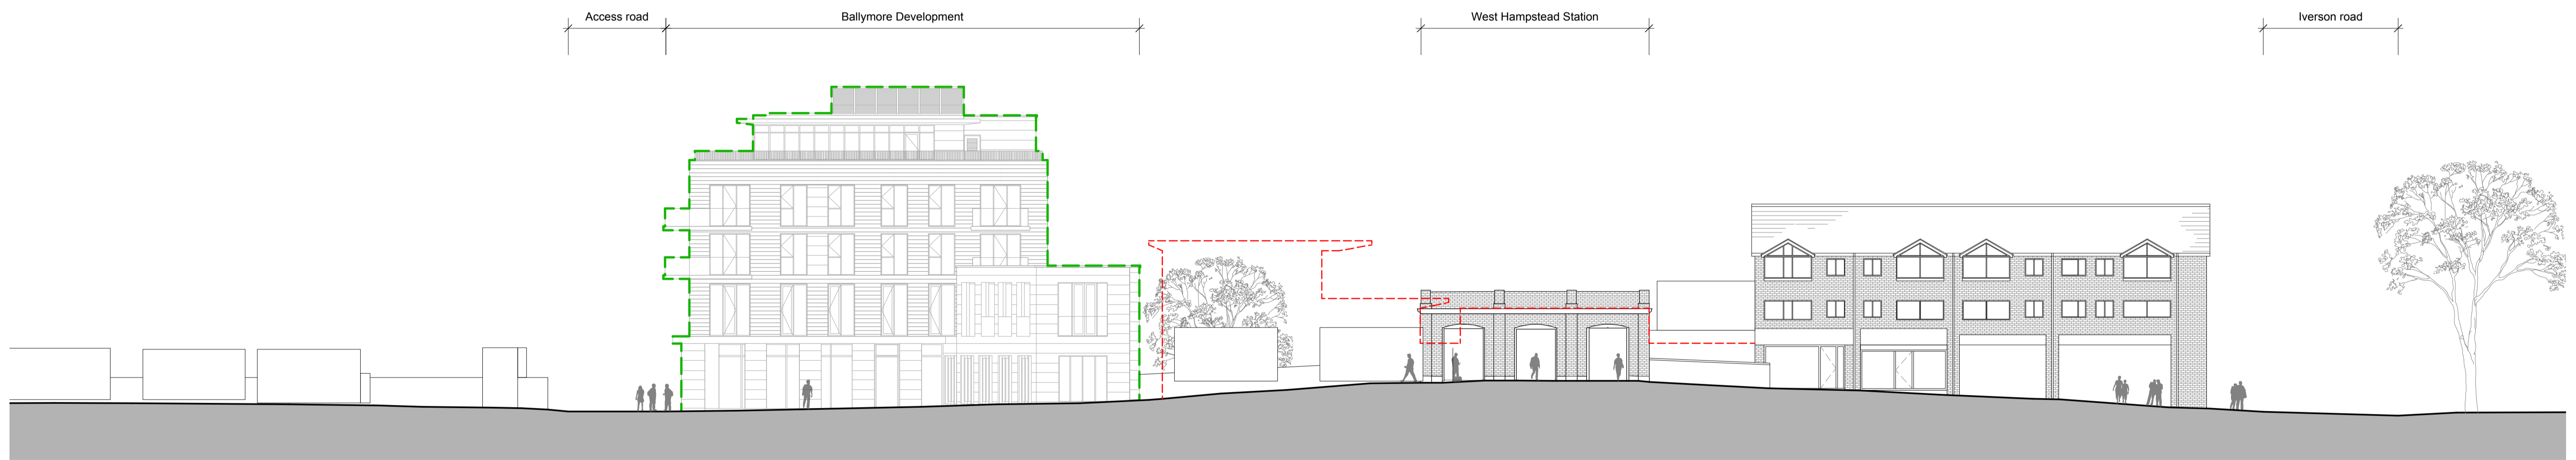 Access road
Ballymore Development
West Hampstead Station
Iverson road